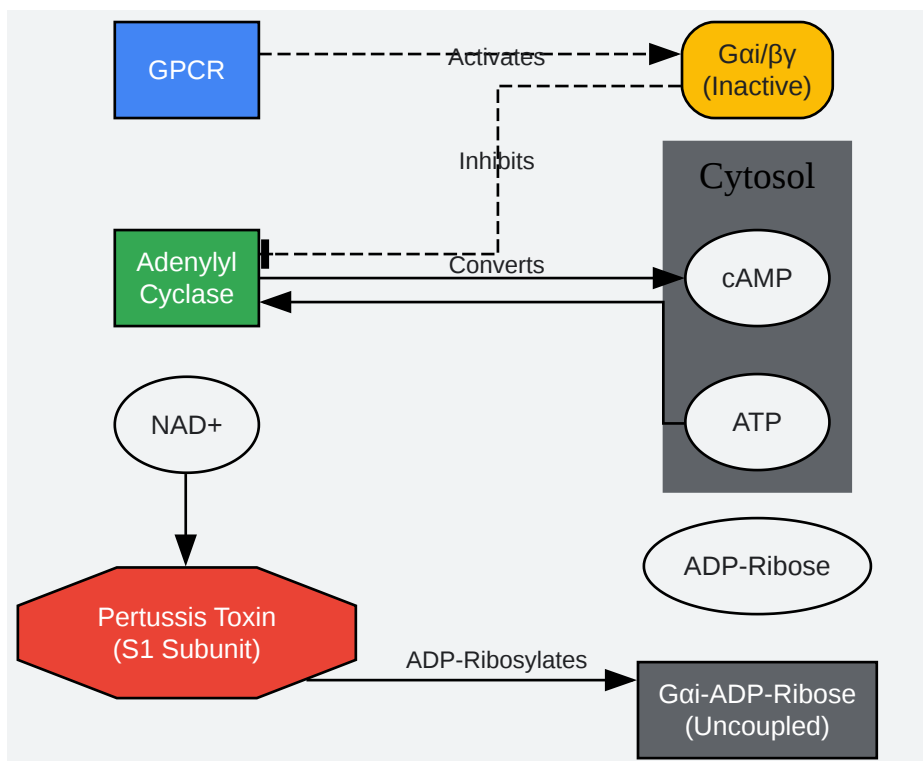 GPCR
Activates
Gαi/βγ
(Inactive)
Inhibits
Cytosol
Adenylyl
Cyclase
Converts
cAMP
NAD+
ATP
ADP-Ribose
Pertussis Toxin
(S1 Subunit)
ADP-Ribosylates
Gαi-ADP-Ribose
(Uncoupled)